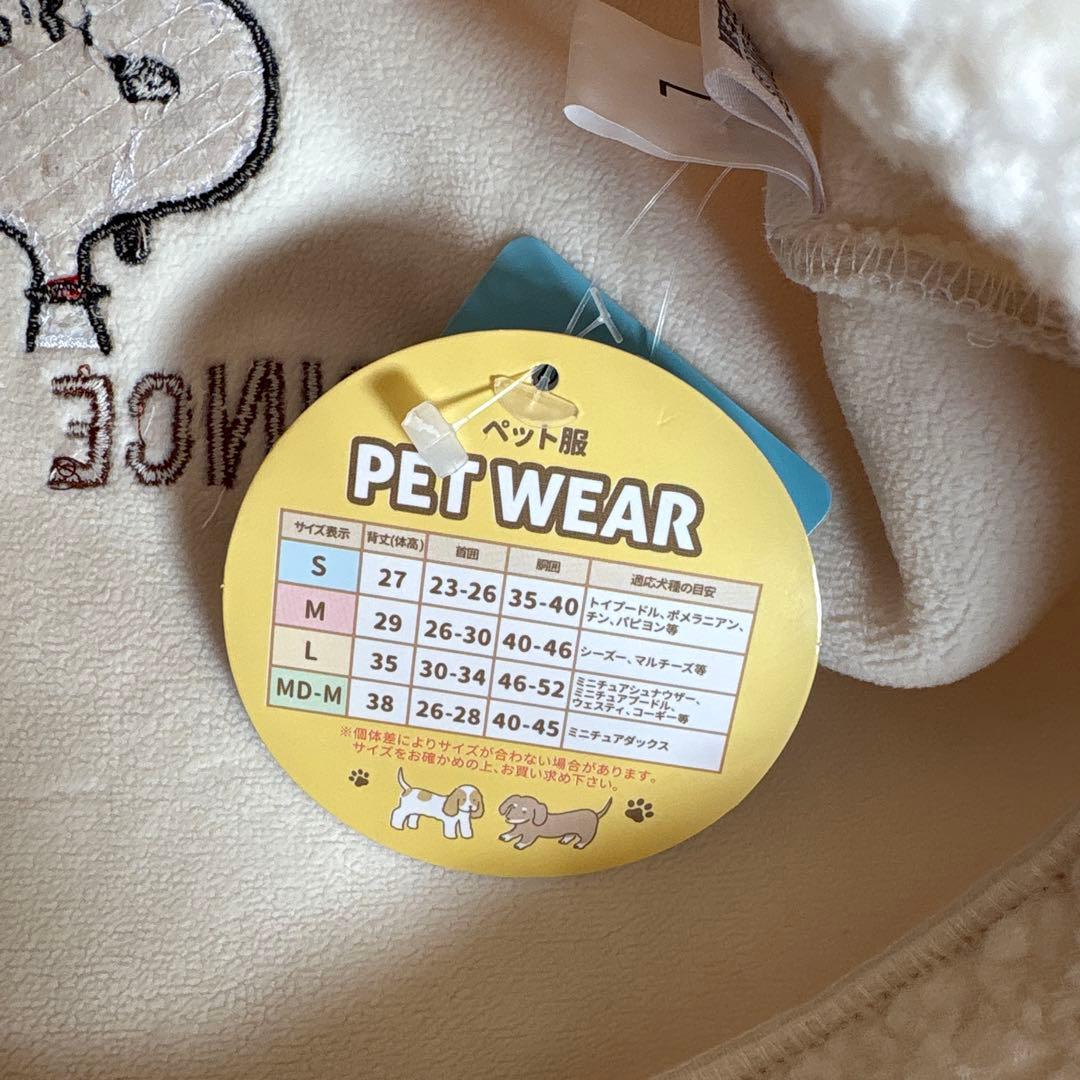 L
ペット服
PET WEAR
サイズ表示 背丈(体高) 首囲 胴囲 適応犬種の目安
S 27 23-26 35-40 トイプードル、ポメラニアン、
チン、パピヨン等
M 29 26-30 40-46 シーズー、マルチーズ等
L 35 30-34 46-52 ミニチュアシュナウザー、
ミニチュアプードル、
ウェスティ、コーギー等
MD-M 38 26-28 40-45 ミニチュアダックス
※個体差によりサイズが合わない場合があります。
サイズをお確かめの上、お買い求め下さい。